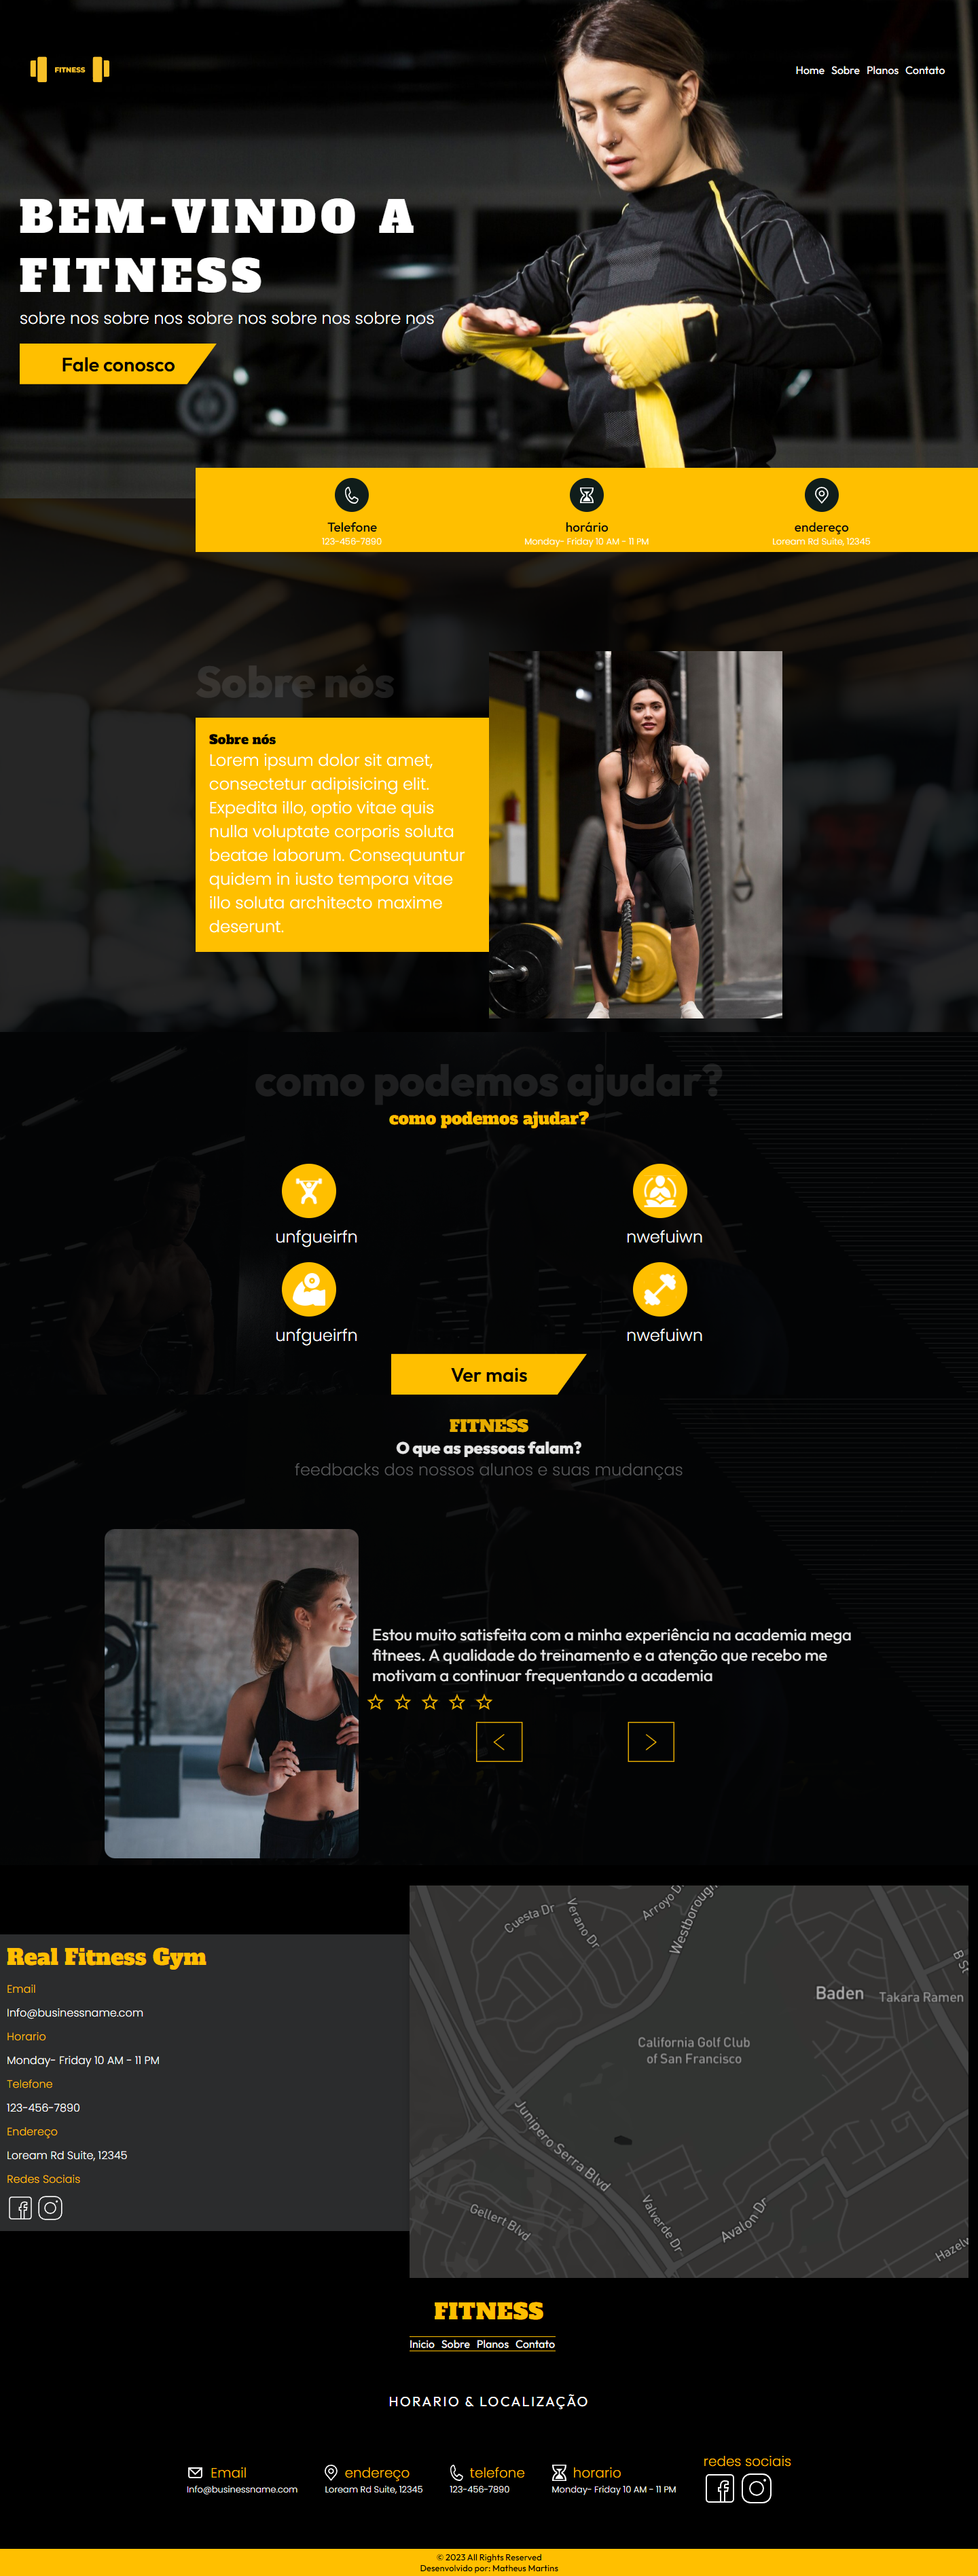 FITNESS
Home Sobre Planos Contato
BEM-VINDO A
FITNESS
sobre nos sobre nos sobre nos sobre nos sobre nos
Fale conosco
Telefone
123-456-7890
horário
Monday- Friday 10 AM - 11 PM
endereço
Loream Rd Suite, 12345
Sobre nós
Sobre nós
Lorem ipsum dolor sit amet,
consectetur adipisicing elit.
Expedita illo, optio vitae quis
nulla voluptate corporis soluta
beatae laborum. Consequuntur
quidem in iusto tempora vitae
illo soluta architecto maxime
deserunt.
como podemos ajudar?
como podemos ajudar?
unfgueirfn
nwefuiwn
unfgueirfn
nwefuiwn
Ver mais
FITNESS
O que as pessoas falam?
feedbacks dos nossos alunos e suas mudanças
Estou muito satisfeita com a minha experiência na academia mega
fitnees. A qualidade do treinamento e a atenção que recebo me
motivam a continuar frequentando a academia
Real Fitness Gym
Email
Info@businessname.com
Horario
Monday- Friday 10 AM - 11 PM
Telefone
123-456-7890
Endereço
Loream Rd Suite, 12345
Redes Sociais
Cuesta Dr
Verano Dr
Arroyo D
Westboroug
B St
Baden
Takara Ramen
California Golf Club
of San Francisco
Junipero Serra Blvd
Gellert Blvd
Valverde Dr
Avalon Dr
Hazelw
FITNESS
Inicio Sobre Planos Contato
HORARIO & LOCALIZAÇÃO
Email
Info@businessname.com
endereço
Loream Rd Suite, 12345
telefone
123-456-7890
horario
Monday- Friday 10 AM - 11 PM
redes sociais
© 2023 All Rights Reserved
Desenvolvido por: Matheus Martins